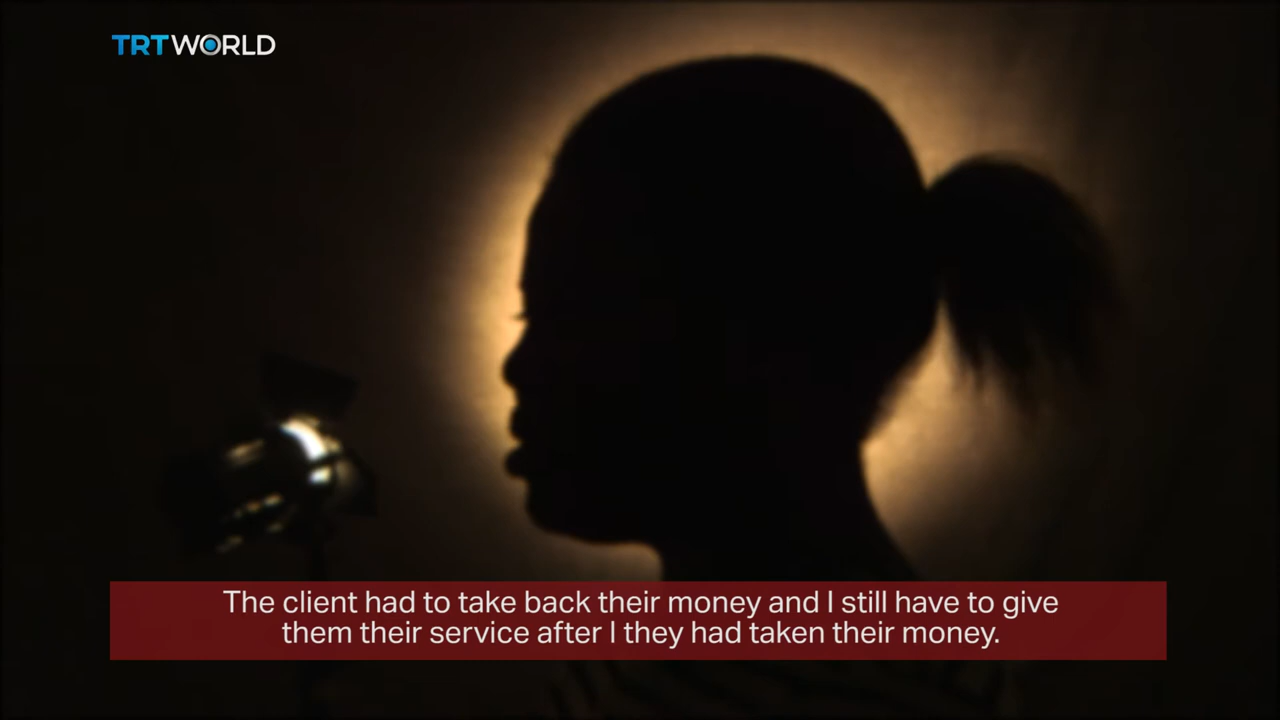 TRTWORLD
The client had to take back their money and I still have to give
them their service after I they had taken their money.